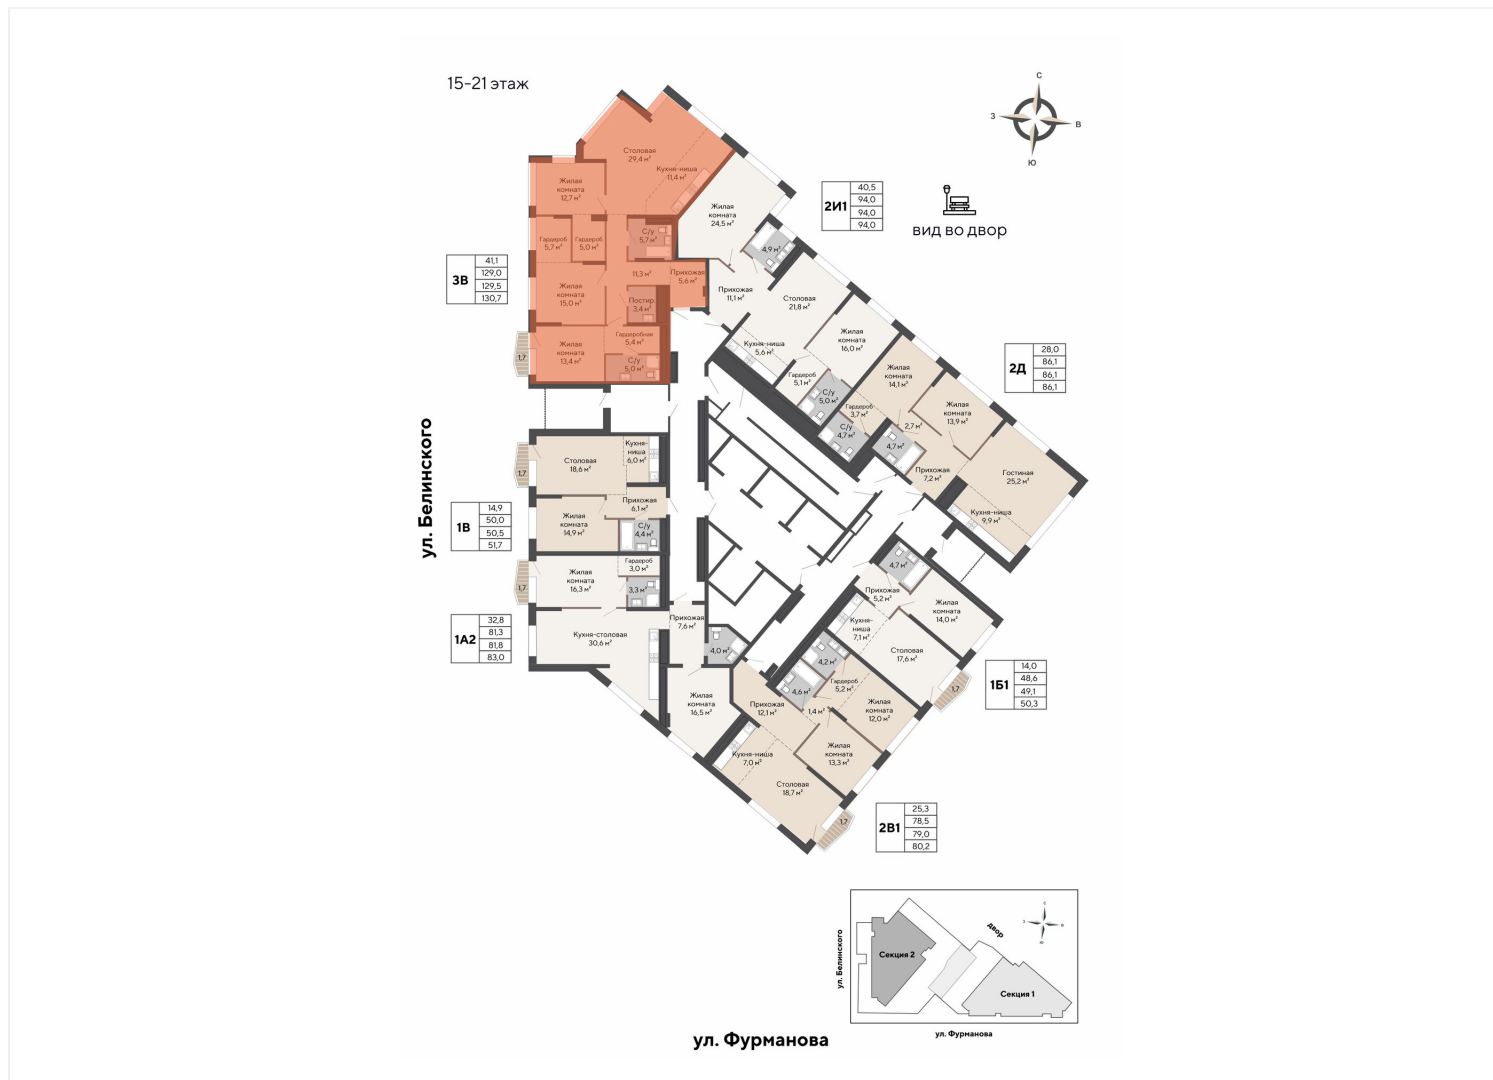 15-21 этаж
С
З
В
Ю
вид во двор
2И1
40,5
94,0
94,0
94,0
3В
41,1
129,0
129,5
130,7
Столовая
29,4 м²
Кухня-ниша
11,4 м²
Жилая
комната
12,7 м²
Гардероб
5,7 м²
Гардероб
5,0 м²
С/у
5,7 м²
11,3 м²
Прихожая
5,6 м²
Жилая
комната
15,0 м²
Постир.
3,4 м²
Жилая
комната
13,4 м²
Гардеробная
5,4 м²
С/у
5,0 м²
1,7
Жилая
комната
24,5 м²
4,9 м²
Прихожая
11,1 м²
Столовая
21,8 м²
Кухня-ниша
5,6 м²
Жилая
комната
16,0 м²
Гардероб
5,1 м²
С/у
5,0 м²
2Д
28,0
86,1
86,1
86,1
Жилая
комната
14,1 м²
Гардероб
3,7 м²
С/у
4,7 м²
2,7 м²
Жилая
комната
13,9 м²
4,7 м²
Прихожая
7,2 м²
Гостиная
25,2 м²
Кухня-ниша
9,9 м²
ул. Белинского
1В
14,9
50,0
50,5
51,7
Столовая
18,6 м²
Кухня-
ниша
6,0 м²
1,7
Прихожая
6,1 м²
Жилая
комната
14,9 м²
С/у
4,4 м²
1А2
32,8
81,3
81,8
83,0
Жилая
комната
16,3 м²
Гардероб
3,0 м²
3,3 м²
1,7
Кухня-столовая
30,6 м²
Прихожая
7,6 м²
4,0 м²
Жилая
комната
16,5 м²
1Б1
14,0
48,6
49,1
50,3
4,7 м²
Прихожая
5,2 м²
Жилая
комната
14,0 м²
Кухня-
ниша
7,1 м²
Столовая
17,6 м²
1,7
2В1
25,3
78,5
79,0
80,2
4,2 м²
Гардероб
5,2 м²
4,6 м²
1,4 м²
Прихожая
12,1 м²
Жилая
комната
12,0 м²
Жилая
комната
13,3 м²
Кухня-ниша
7,0 м²
Столовая
18,7 м²
1,7
ул. Фурманова
ул. Белинского
Секция 2
двор
С
З
В
Ю
Секция 1
ул. Фурманова